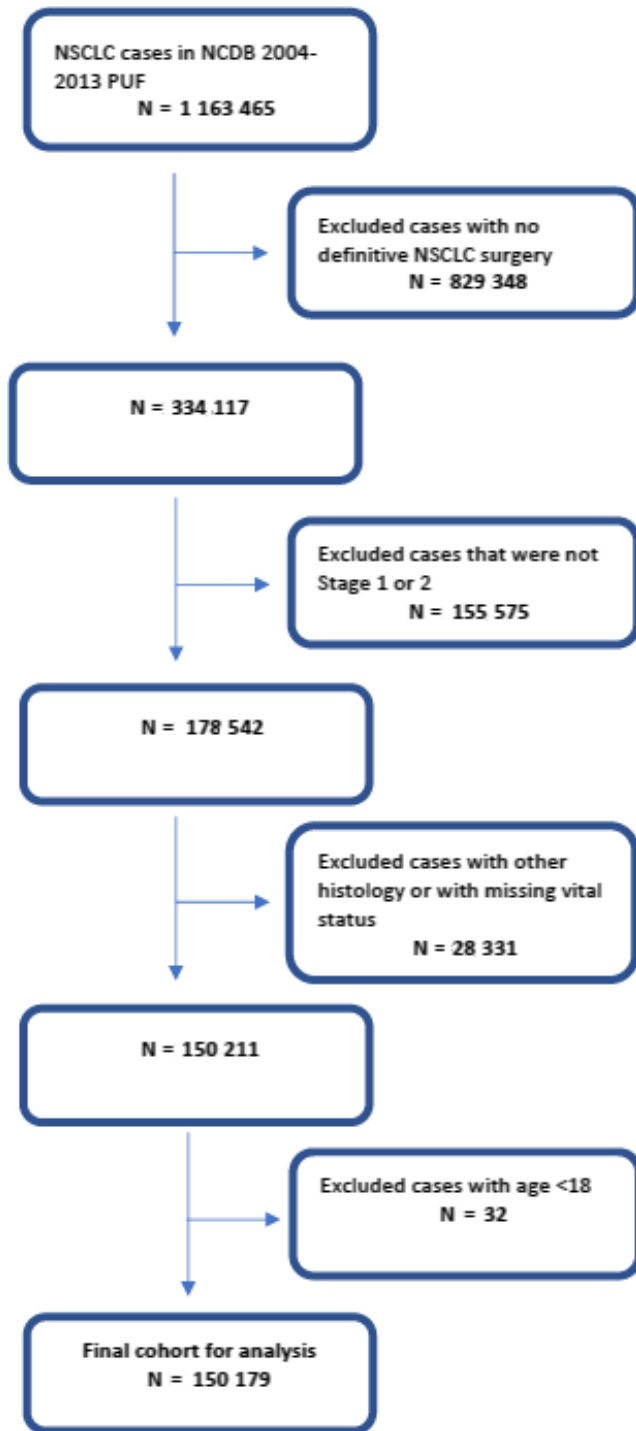 NSCLC cases in NCDB 2004-
2013 PUF
N = 1 163 465
Excluded cases with no
definitive NSCLC surgery
N = 829 348
N = 334 117
Excluded cases that were not
Stage 1 or 2
N = 155 575
N = 178 542
Excluded cases with other
histology or with missing vital
status
N = 28 331
N = 150 211
Excluded cases with age <18
N = 32
Final cohort for analysis
N = 150 179